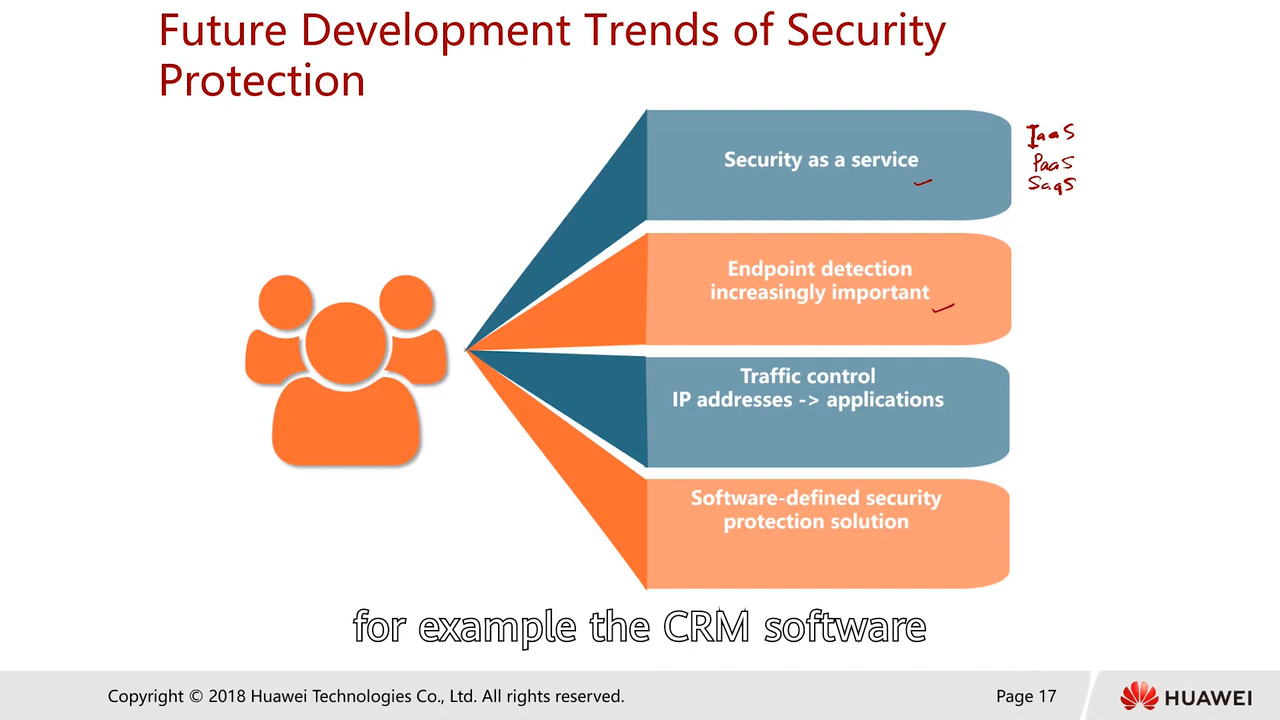 Future Development Trends of Security
Protection
Security as a service
IaaS
PaaS
SaaS
Endpoint detection
increasingly important
Traffic control
IP addresses -> applications
Software-defined security
protection solution
for example the CRM software
Copyright © 2018 Huawei Technologies Co., Ltd. All rights reserved.
Page 17
HUAWEI